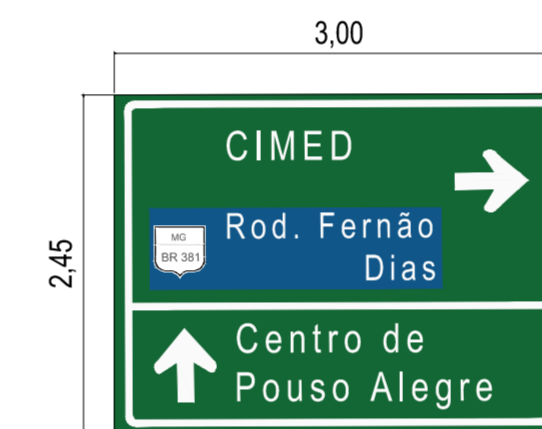 3,00
2,45
CIMED
Rod. Fernão
Dias
MG
BR 381
Centro de
Pouso Alegre